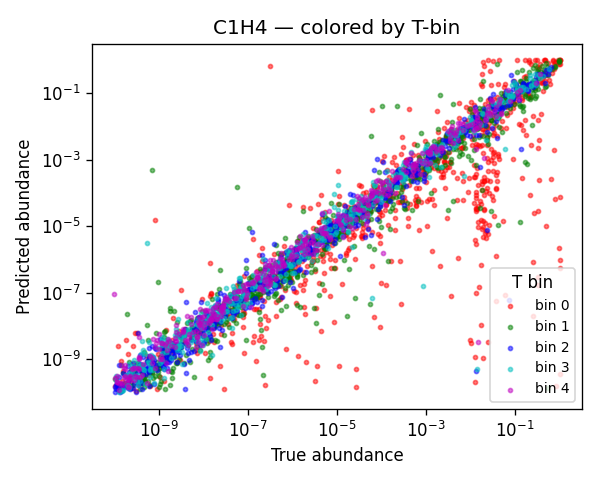 C1H4 — colored by T-bin
Predicted abundance
10⁻¹
10⁻³
10⁻⁵
10⁻⁷
10⁻⁹
T bin
bin 0
bin 1
bin 2
bin 3
bin 4
10⁻⁹ 10⁻⁷ 10⁻⁵ 10⁻³ 10⁻¹
True abundance